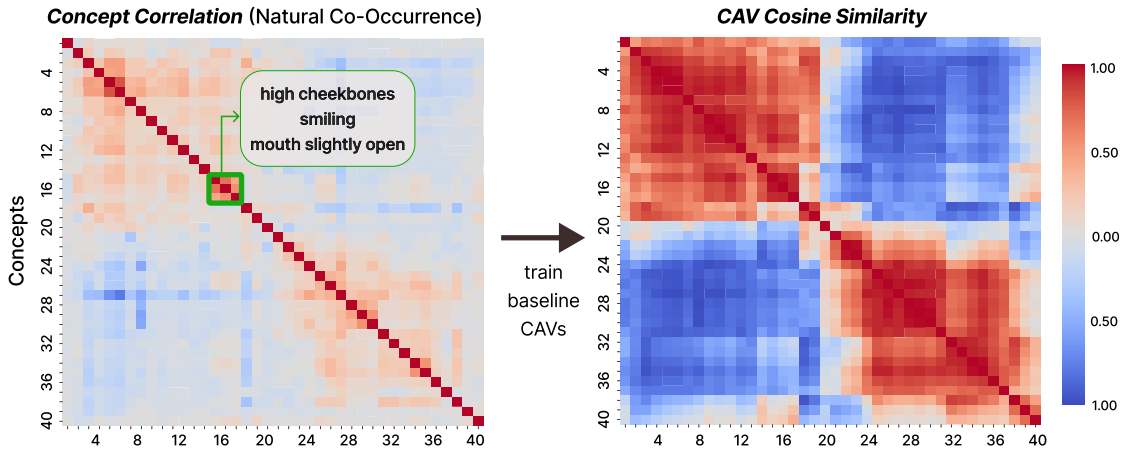 Concept Correlation (Natural Co-Occurrence)
CAV Cosine Similarity
Concepts
4
8
12
16
20
24
28
32
36
40
4 8 12 16 20 24 28 32 36 40
high cheekbones
smiling
mouth slightly open
train
baseline
CAVs
4
8
12
16
20
24
28
32
36
40
4 8 12 16 20 24 28 32 36 40
1.00
0.50
0.00
0.50
1.00